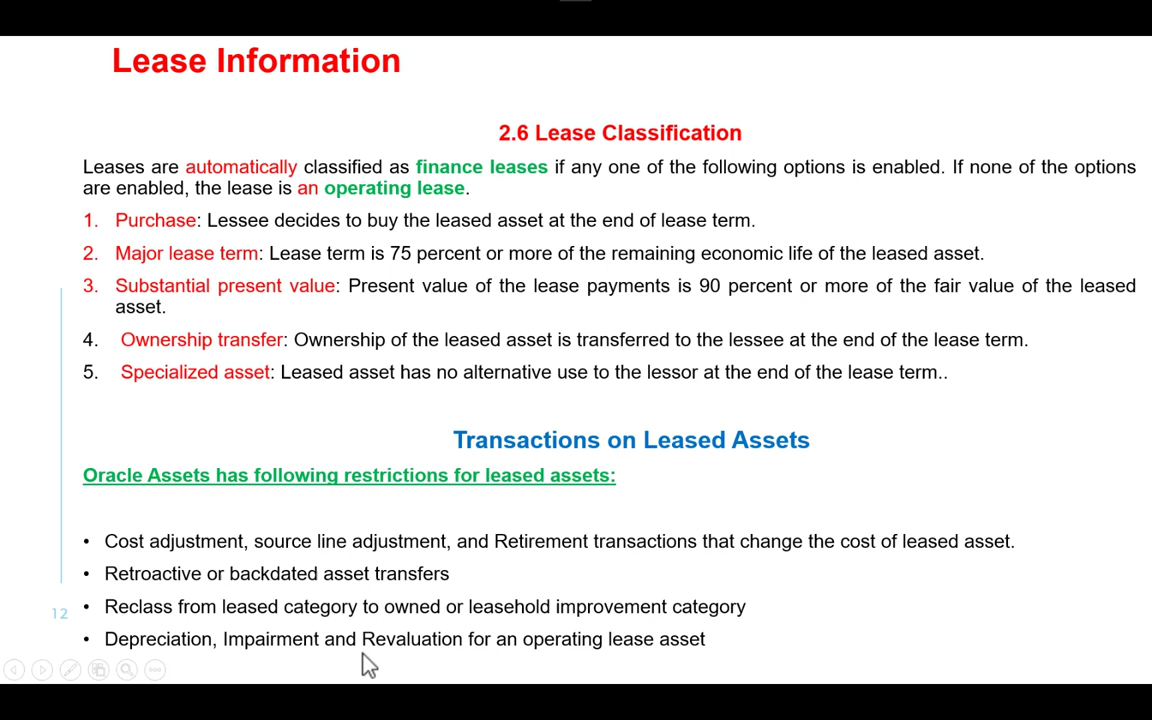 Lease Information
2.6 Lease Classification
Leases are automatically classified as finance leases if any one of the following options is enabled. If none of the options
are enabled, the lease is an operating lease.
1. Purchase: Lessee decides to buy the leased asset at the end of lease term.
2. Major lease term: Lease term is 75 percent or more of the remaining economic life of the leased asset.
3. Substantial present value: Present value of the lease payments is 90 percent or more of the fair value of the leased
asset.
4. Ownership transfer: Ownership of the leased asset is transferred to the lessee at the end of the lease term.
5. Specialized asset: Leased asset has no alternative use to the lessor at the end of the lease term..
Transactions on Leased Assets
Oracle Assets has following restrictions for leased assets:
• Cost adjustment, source line adjustment, and Retirement transactions that change the cost of leased asset.
• Retroactive or backdated asset transfers
• Reclass from leased category to owned or leasehold improvement category
12
• Depreciation, Impairment and Revaluation for an operating lease asset